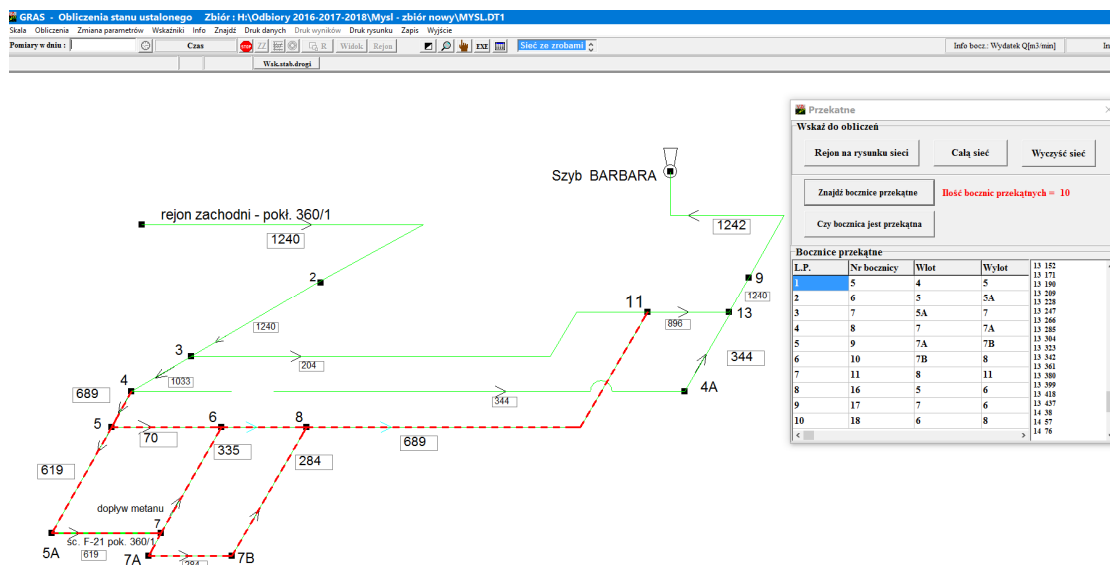 GRAS - Obliczenia stanu ustalonego Zbiór : H:\Odbiory 2016-2017-2018\Mysl - zbiór nowy\MYSL.DT1
Skala Obliczenia Zmiana parametrów Wskaźniki Info Znajdź Druk danych Druk wyników Druk rysunku Zapis Wyjście
Pomiary w dniu : Czas STOP ZZ R Widok Rejon EXE Sieć ze zrobami Info bocz.: Wydatek Q[m3/min] In
Wsk.stab.drogi
Szyb BARBARA
rejon zachodni - pokł. 360/1
1240
1242
2
9
1240
11
13
1240
896
3
204
344
4
1033
689
344
4A
5
6
8
70
335
689
619
284
dopływ metanu
7
śc. F-21 pok. 360/1
5A
619
7A
284
7B
Przekatne
Wskaż do obliczeń
Rejon na rysunku sieci Całą sieć Wyczyść sieć
Znajdź bocznice przekątne Ilość bocznic przekątnych = 10
Czy bocznica jest przekątna
Bocznice przekątne
L.P. Nr bocznicy Wlot Wylot
1 5 4 5
2 6 5 5A
3 7 5A 7
4 8 7 7A
5 9 7A 7B
6 10 7B 8
7 11 8 11
8 16 5 6
9 17 7 6
10 18 6 8
13 152
13 171
13 190
13 209
13 228
13 247
13 266
13 285
13 304
13 323
13 342
13 361
13 380
13 399
13 418
13 437
14 38
14 57
14 76